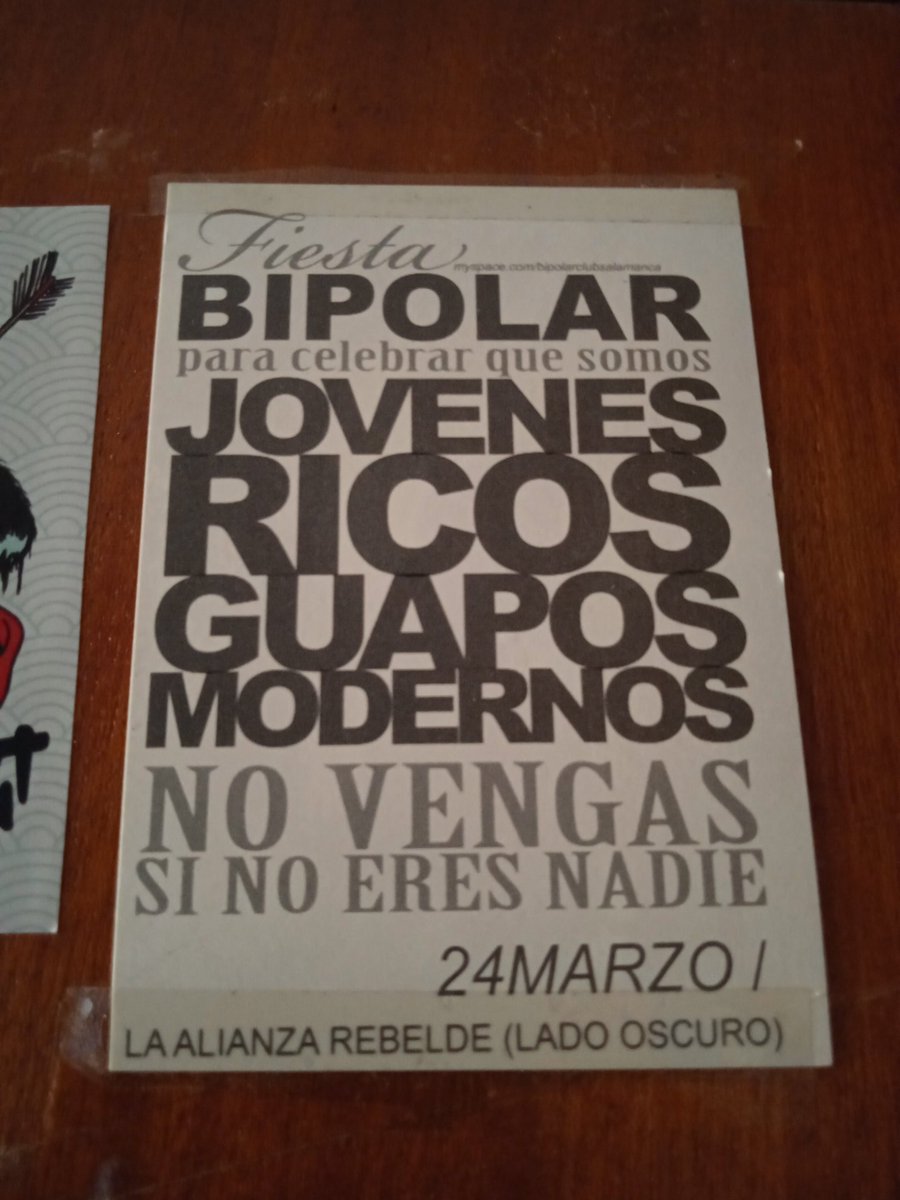 Fiesta
myspace.com/bipolarclubsalamanca
BIPOLAR
para celebrar que somos
JOVENES
RICOS
GUAPOS
MODERNOS
NO VENGAS
SI NO ERES NADIE
24MARZO /
LA ALIANZA REBELDE (LADO OSCURO)